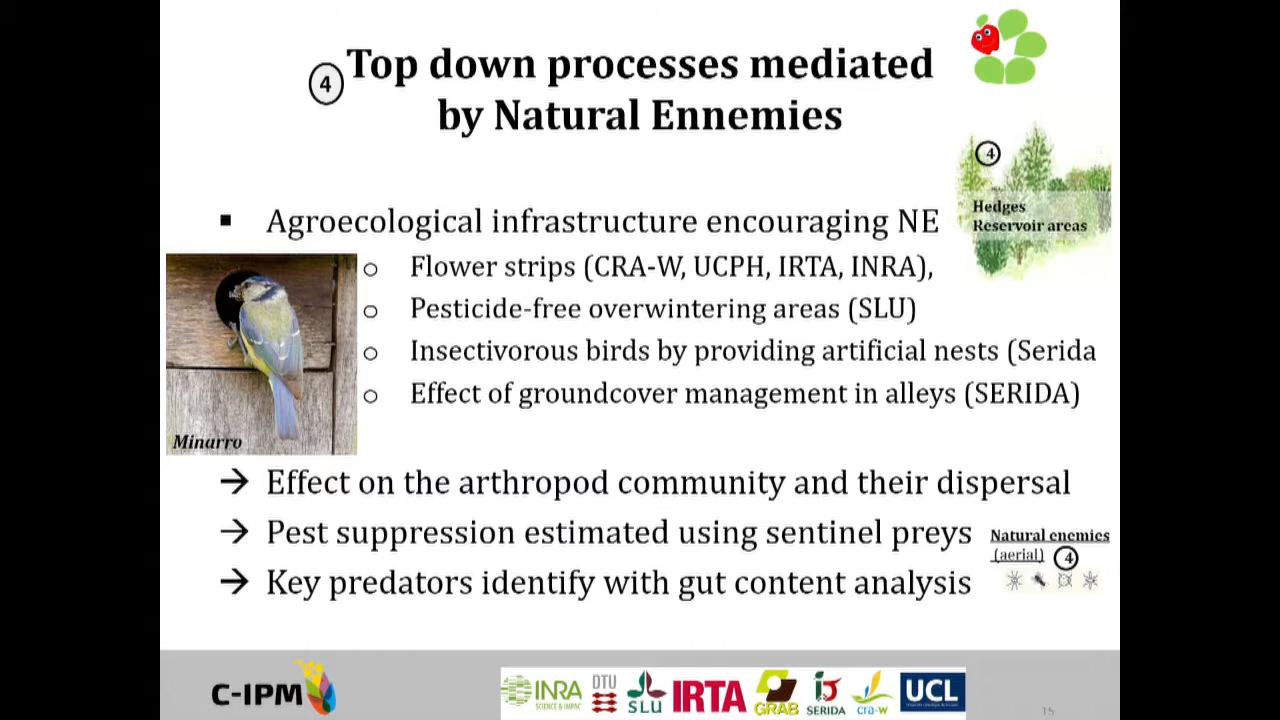 4
Top down processes mediated
by Natural Ennemies
4
Hedges
Reservoir areas
▪ Agroecological infrastructure encouraging NE
o Flower strips (CRA-W, UCPH, IRTA, INRA),
o Pesticide-free overwintering areas (SLU)
o Insectivorous birds by providing artificial nests (Serida
o Effect of groundcover management in alleys (SERIDA)
Minarro
→ Effect on the arthropod community and their dispersal
→ Pest suppression estimated using sentinel preys
→ Key predators identify with gut content analysis
Natural enemies
(aerial) 4
C-IPM
INRA
SCIENCE & IMPACT
DTU
SLU
IRTA
GRAB
SERIDA
cra-w
UCL
15